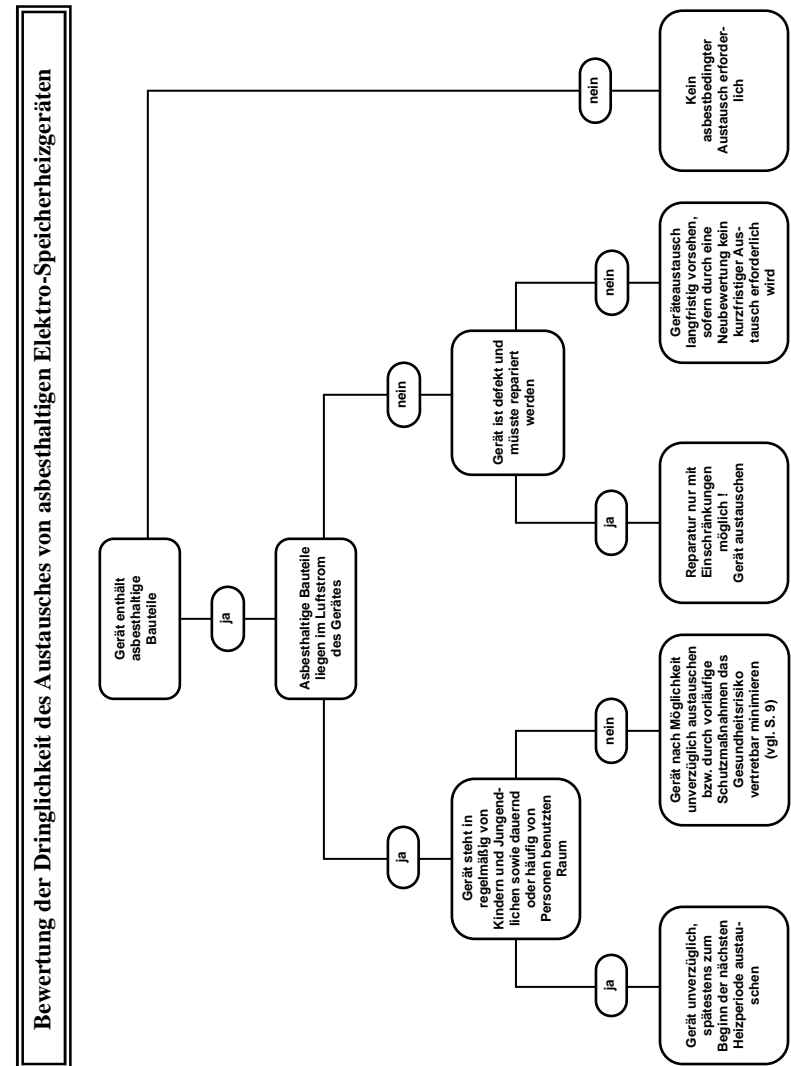 Bewertung der Dringlichkeit des Austausches von asbesthaltigen Elektro-Speicherheizgeräten
Gerät enthält
asbesthaltige
Bauteile
ja
nein
Asbesthaltige Bauteile
liegen im Luftstrom
des Gerätes
ja
nein
Gerät steht in
regelmäßig von
Kindern und Jugend-
lichen sowie dauernd
oder häufig von
Personen benutzten
Raum
Gerät ist defekt und
müsste repariert
werden
ja
nein
ja
nein
Gerät unverzüglich,
spätestens zum
Beginn der nächsten
Heizperiode austau-
schen
Gerät nach Möglichkeit
unverzüglich austauschen
bzw. durch vorläufige
Schutzmaßnahmen das
Gesundheitsrisiko
vertretbar minimieren
(vgl. S. 9)
Reparatur nur mit
Einschränkungen
möglich !
Gerät austauschen
Geräteaustausch
langfristig vorsehen,
sofern durch eine
Neubewertung kein
kurzfristiger Aus-
tausch erforderlich
wird
Kein
asbestbedingter
Austausch erforder-
lich